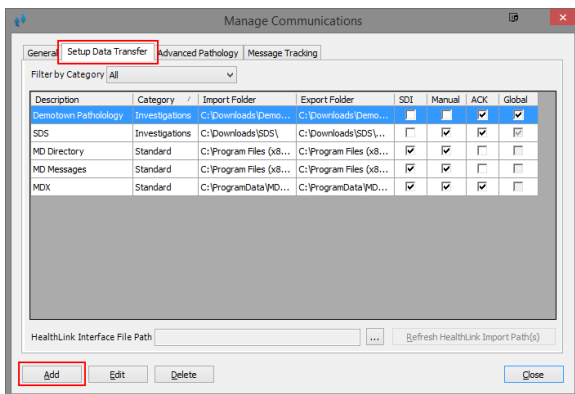 Manage Communications
General Setup Data Transfer Advanced Pathology Message Tracking
Filter by Category All
Description Category / Import Folder Export Folder SDI Manual ACK Global
Demotown Patholology Investigations C:\Downloads\Demo... C:\Downloads\Demo...
SDS Investigations C:\Downloads\SDS\ C:\Downloads\SDS\...
MD Directory Standard C:\Program Files (x8... C:\Program Files (x8...
MD Messages Standard C:\Program Files (x8... C:\Program Files (x8...
MDX Standard C:\ProgramData\MD... C:\ProgramData\MD...
HealthLink Interface File Path ... Refresh HealthLink Import Path(s)
Add Edit Delete Close